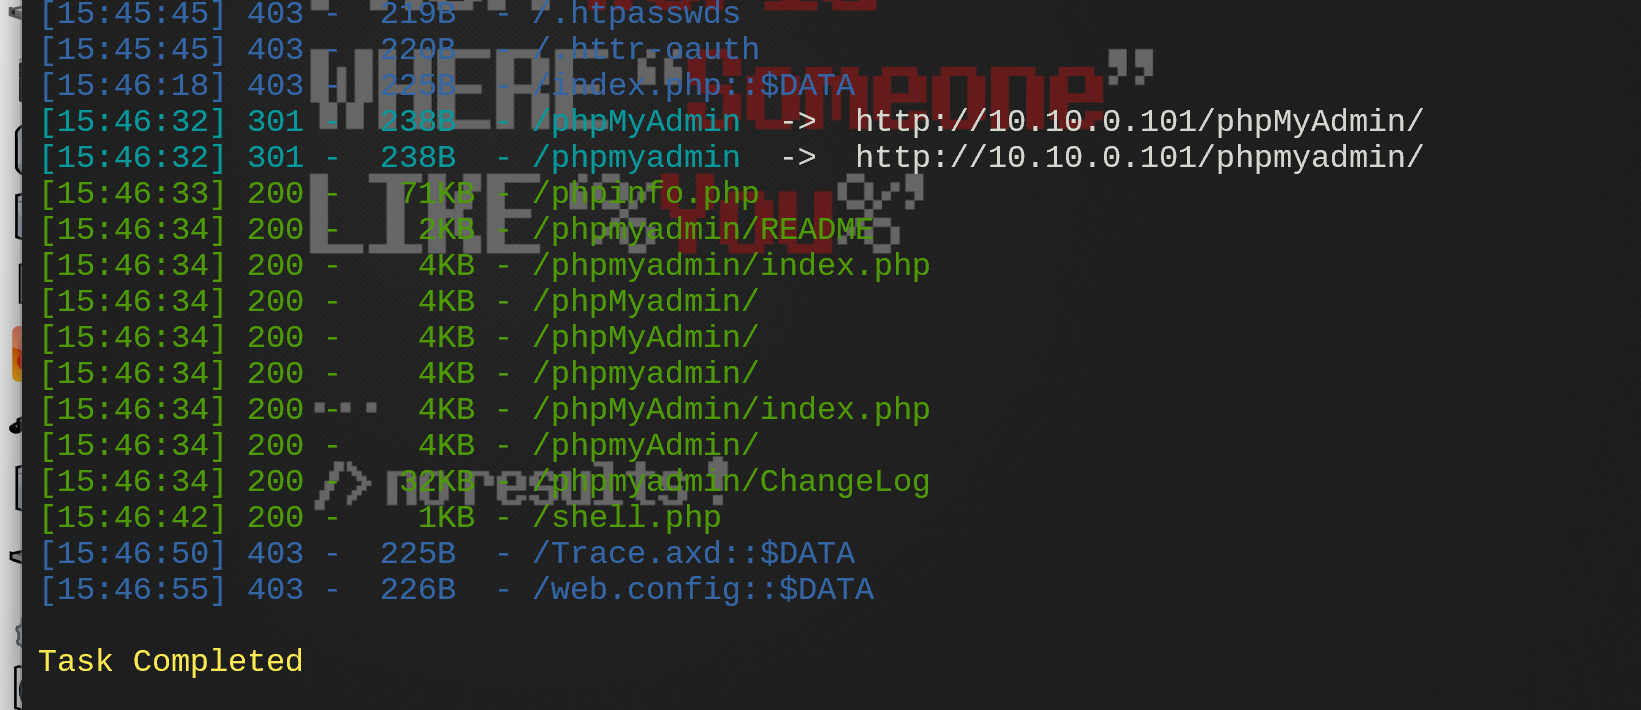 [15:45:45] 403 - 219B - /.htpasswds
[15:45:45] 403 - 220B - /.httr-oauth
[15:46:18] 403 - 225B - /index.php::$DATA
WHERE "Someone"
[15:46:32] 301 - 238B - /phpMyAdmin -> http://10.10.0.101/phpMyAdmin/
[15:46:32] 301 - 238B - /phpmyadmin -> http://10.10.0.101/phpmyadmin/
[15:46:33] 200 - 71KB - /phpinfo.php
LIKE "%You%"
[15:46:34] 200 - 2KB - /phpmyadmin/README
[15:46:34] 200 - 4KB - /phpmyadmin/index.php
[15:46:34] 200 - 4KB - /phpMyadmin/
[15:46:34] 200 - 4KB - /phpMyAdmin/
[15:46:34] 200 - 4KB - /phpmyadmin/
[15:46:34] 200 - 4KB - /phpMyAdmin/index.php
...
[15:46:34] 200 - 4KB - /phpmyAdmin/
[15:46:34] 200 - 32KB - /phpmyadmin/ChangeLog
/> no results!
[15:46:42] 200 - 1KB - /shell.php
[15:46:50] 403 - 225B - /Trace.axd::$DATA
[15:46:55] 403 - 226B - /web.config::$DATA
Task Completed